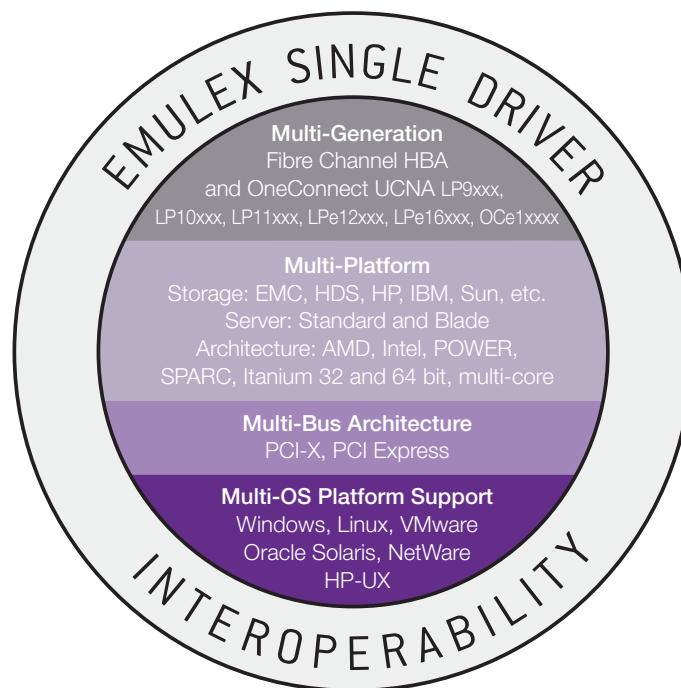 EMULEX SINGLE DRIVER
Multi-Generation
Fibre Channel HBA
and OneConnect UCNA LP9xxx,
LP10xxx, LP11xxx, LPe12xxx, LPe16xxx, OCe1xxxx
Multi-Platform
Storage: EMC, HDS, HP, IBM, Sun, etc.
Server: Standard and Blade
Architecture: AMD, Intel, POWER,
SPARC, Itanium 32 and 64 bit, multi-core
Multi-Bus Architecture
PCI-X, PCI Express
Multi-OS Platform Support
Windows, Linux, VMware
Oracle Solaris, NetWare
HP-UX
INTEROPERABILITY